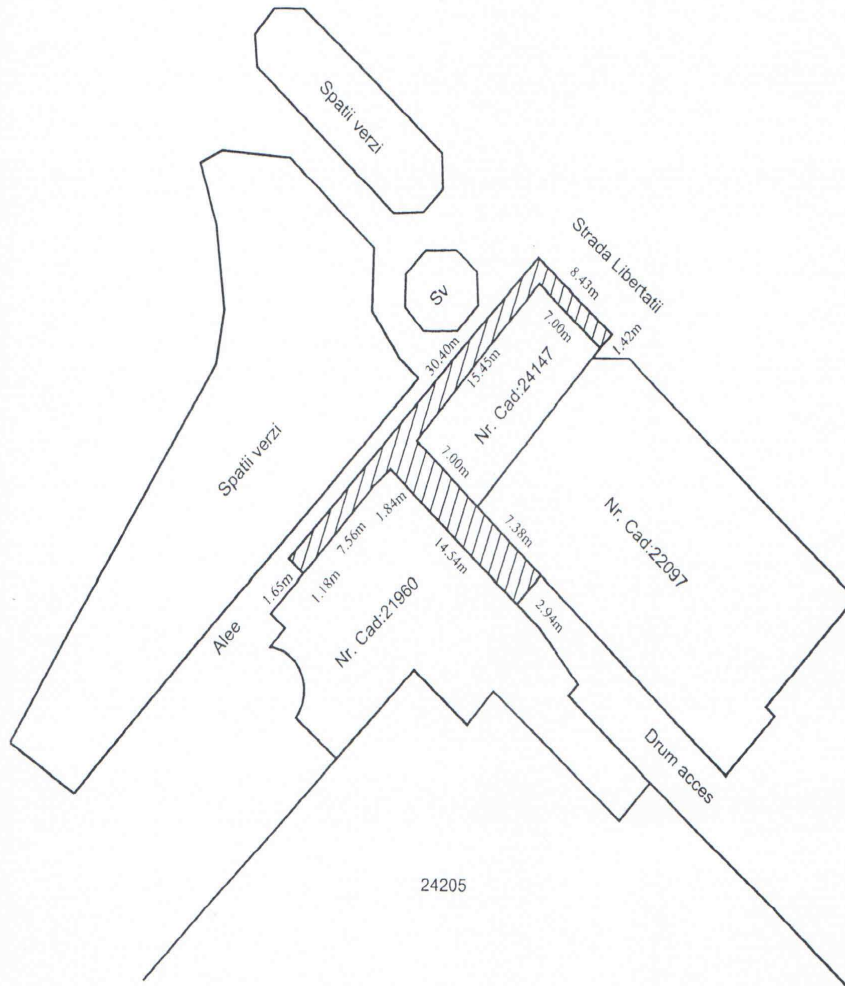 Spatii verzi
Strada Libertatii
Sv
8.43m
1.42m
7.00m
30.40m
15.45m
Nr. Cad:24147
Spatii verzi
7.00m
Nr. Cad:22097
1.84m
7.56m
7.38m
14.54m
1.65m
1.18m
2.94m
Nr. Cad:21960
Alee
Drum acces
24205